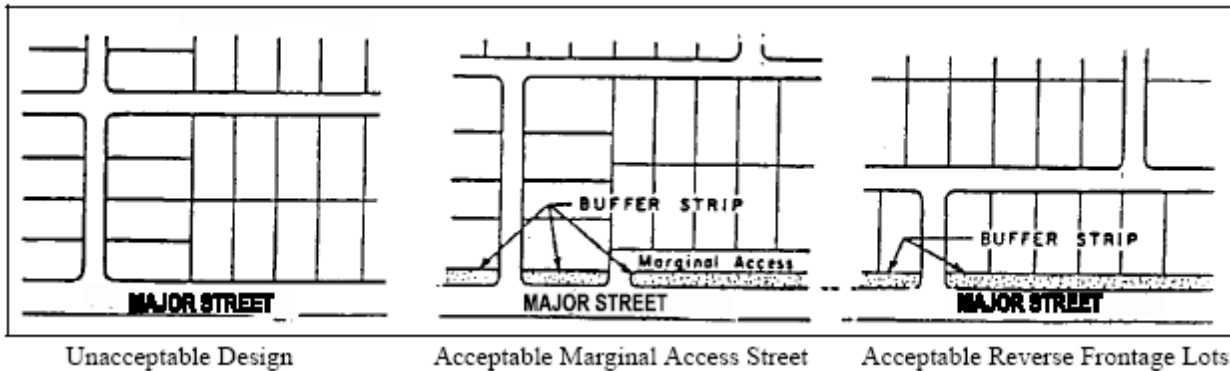 BUFFER STRIP
Marginal Access
MAJOR STREET
MAJOR STREET
BUFFER STRIP
MAJOR STREET
Unacceptable Design
Acceptable Marginal Access Street
Acceptable Reverse Frontage Lots